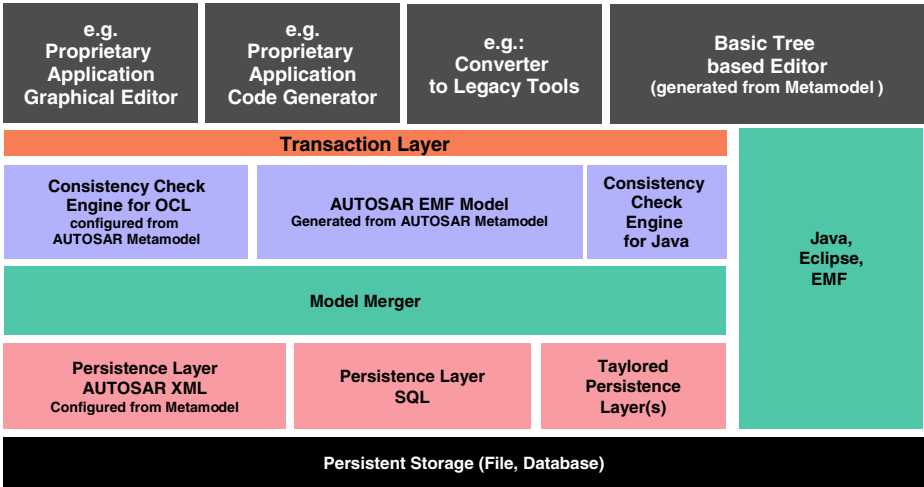 e.g.
Proprietary
Application
Graphical Editor
e.g.
Proprietary
Application
Code Generator
e.g.:
Converter
to Legacy Tools
Basic Tree
based Editor
(generated from Metamodel )
Transaction Layer
Consistency Check
Engine for OCL
configured from
AUTOSAR Metamodel
AUTOSAR EMF Model
Generated from AUTOSAR Metamodel
Consistency
Check
Engine
for Java
Java,
Eclipse,
EMF
Model Merger
Persistence Layer
AUTOSAR XML
Configured from Metamodel
Persistence Layer
SQL
Taylored
Persistence
Layer(s)
Persistent Storage (File, Database)